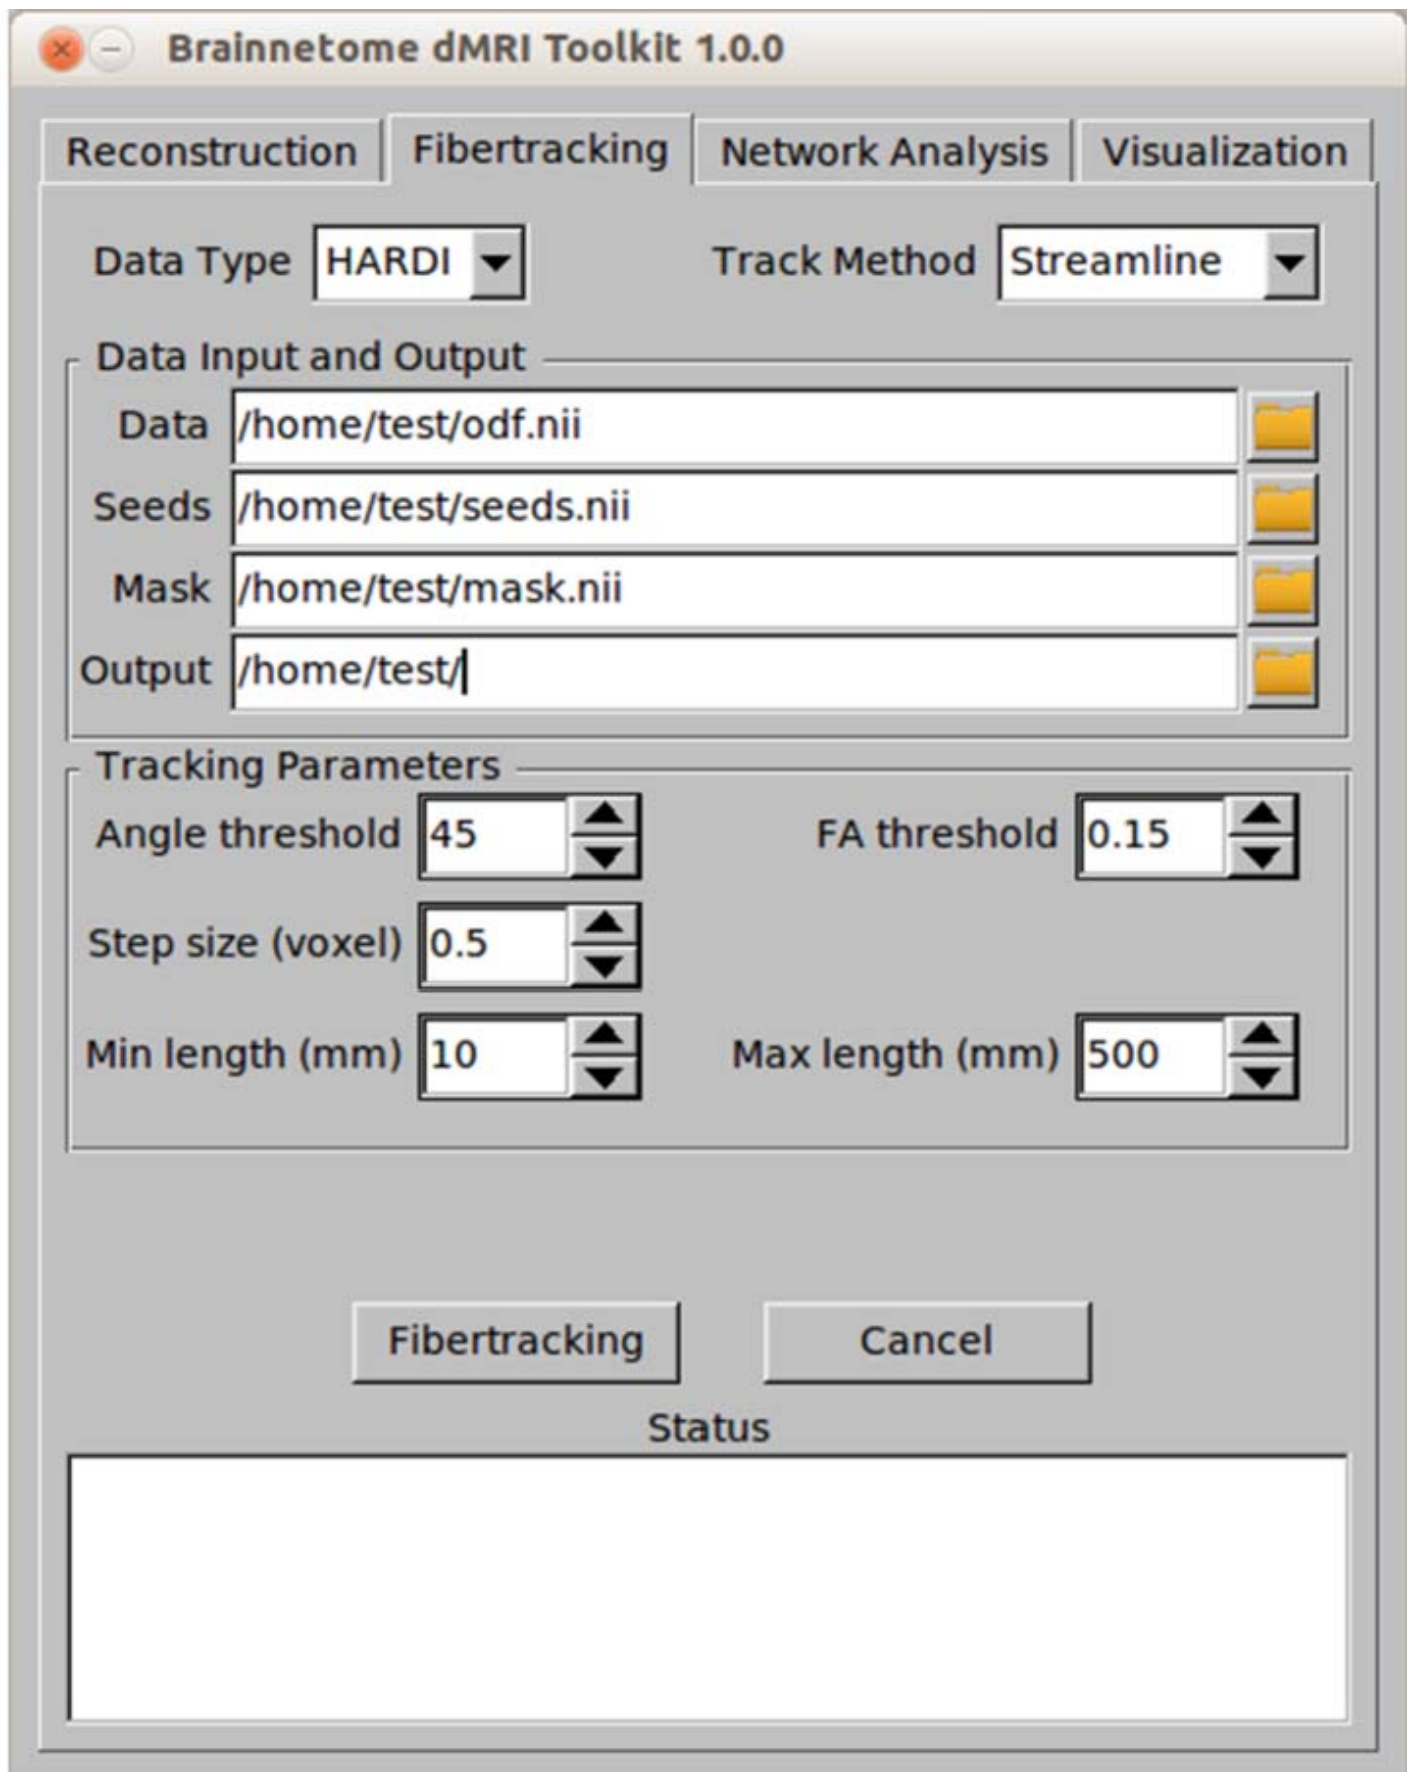 Brainnetome dMRI Toolkit 1.0.0
Reconstruction Fibertracking Network Analysis Visualization
Data Type HARDI Track Method Streamline
Data Input and Output
Data /home/test/odf.nii
Seeds /home/test/seeds.nii
Mask /home/test/mask.nii
Output /home/test/
Tracking Parameters
Angle threshold 45 FA threshold 0.15
Step size (voxel) 0.5
Min length (mm) 10 Max length (mm) 500
Fibertracking Cancel
Status